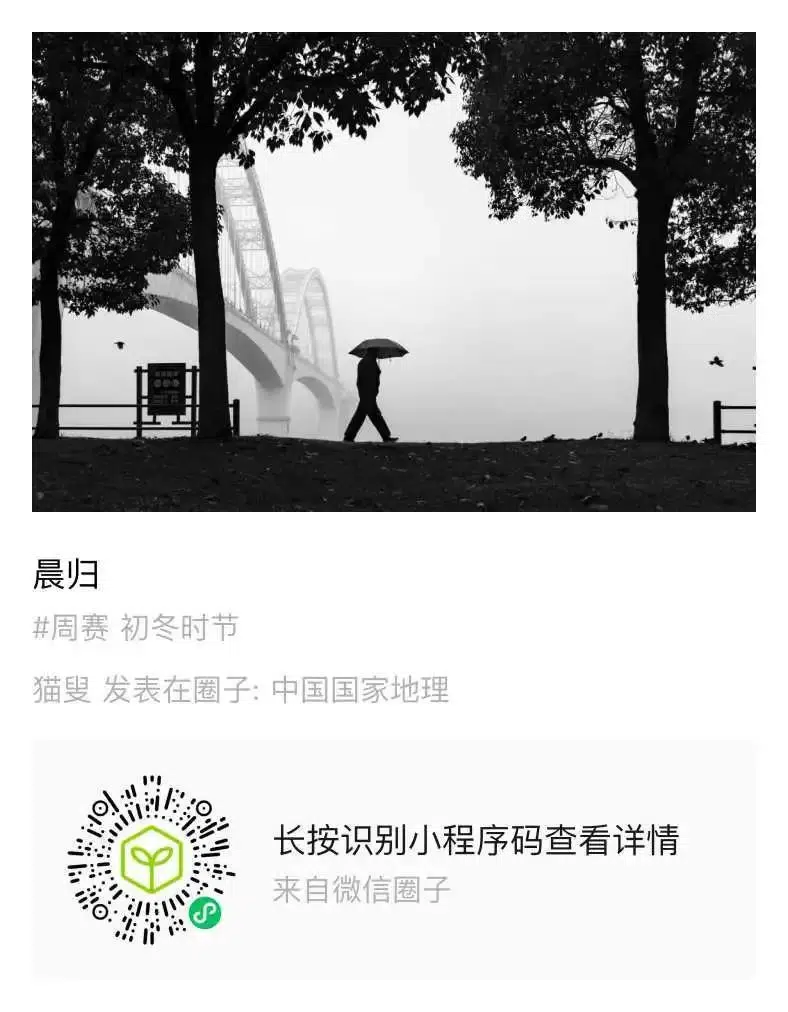 晨归
#周赛 初冬时节
猫叟 发表在圈子: 中国国家地理
长按识别小程序码查看详情
来自微信圈子